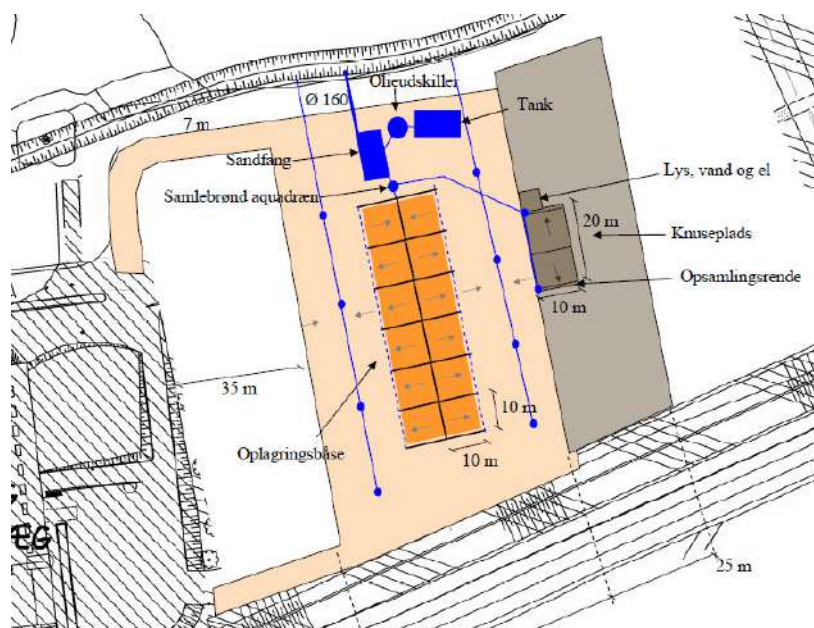 Olieudskiller
Ø 160
Tank
7 m
Sandfang
Lys, vand og el
Samlebrønd aquadræn
20 m
Knuseplads
Opsamlingsrende
10 m
35 m
10 m
Oplagringsbåse
10 m
ÆG
25 m